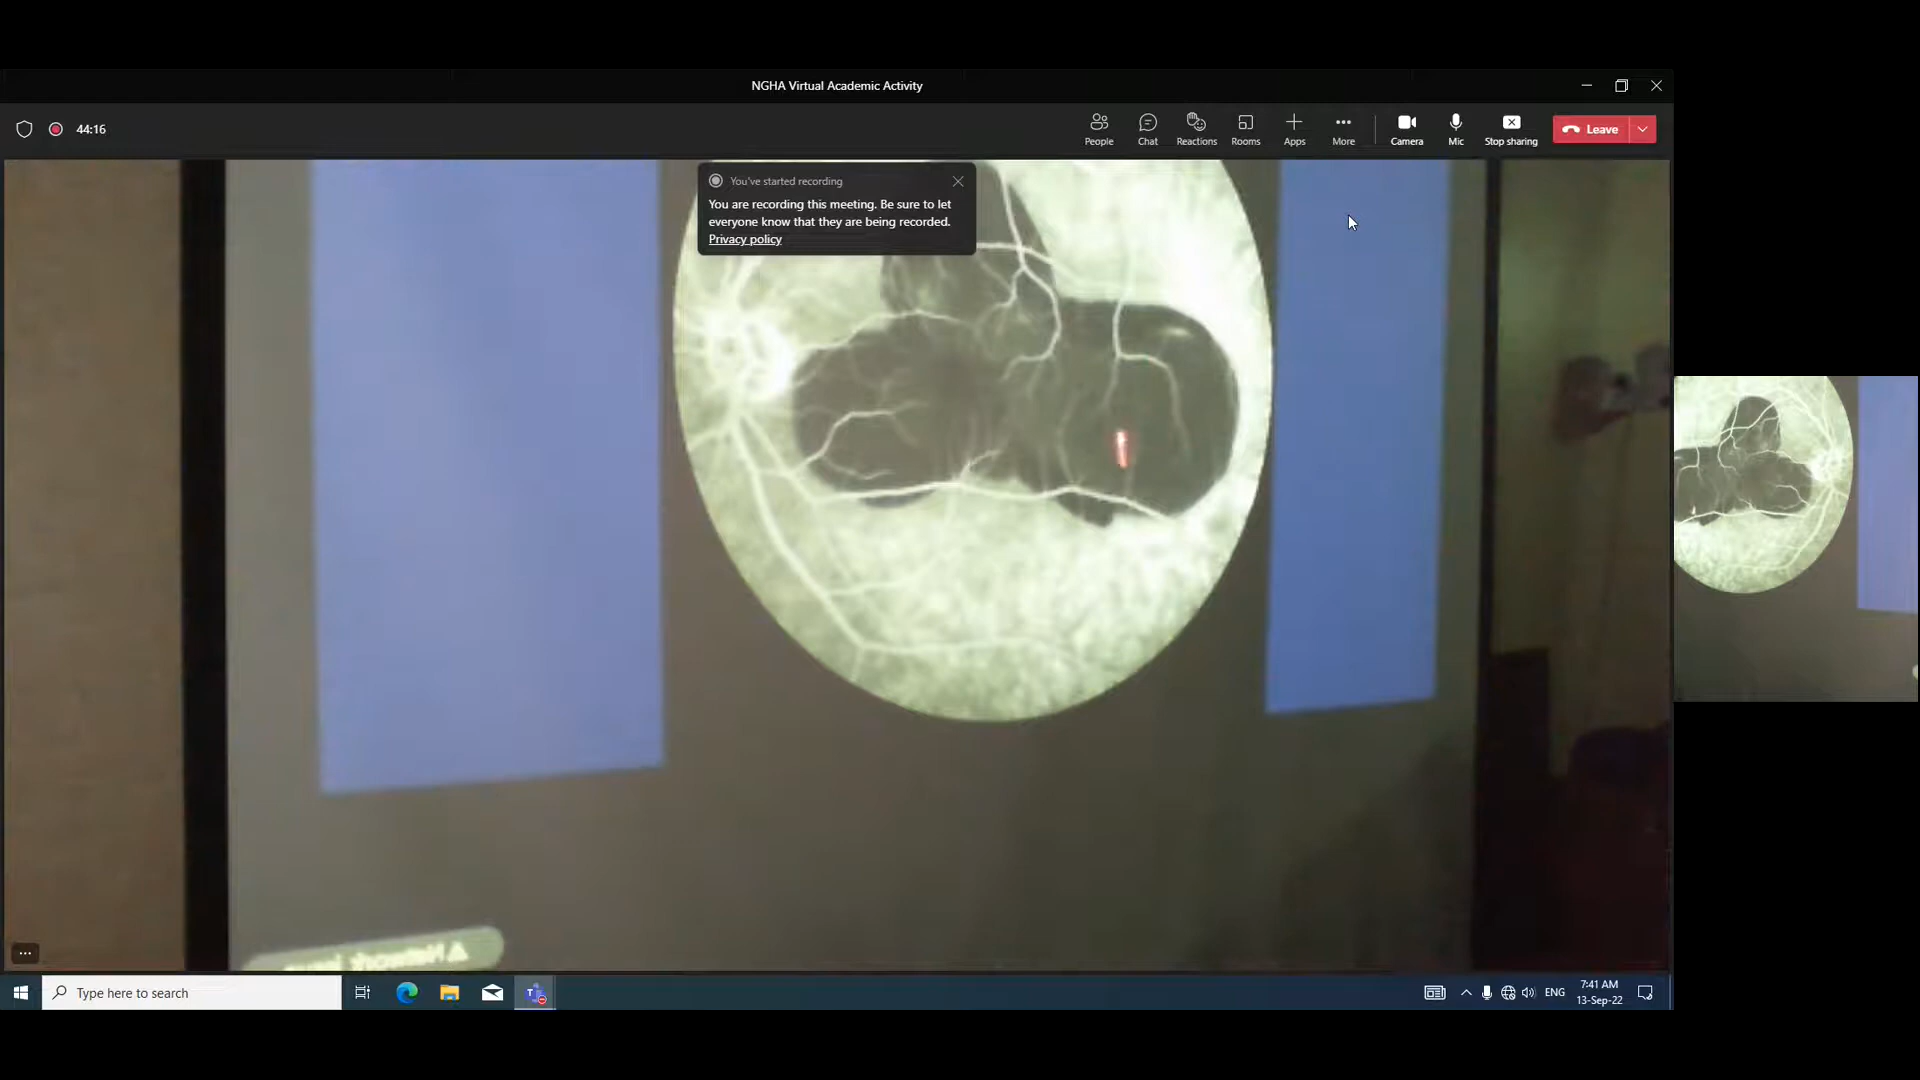 NGHA Virtual Academic Activity
44:16
People
Chat
Reactions
Rooms
Apps
More
Camera
Mic
Stop sharing
Leave
You've started recording
You are recording this meeting. Be sure to let
everyone know that they are being recorded.
Privacy policy
Type here to search
ENG
7:41 AM
13-Sep-22